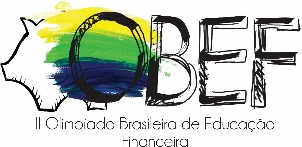 OBEF
II Olimpíada Brasileira de Educação
Financeira